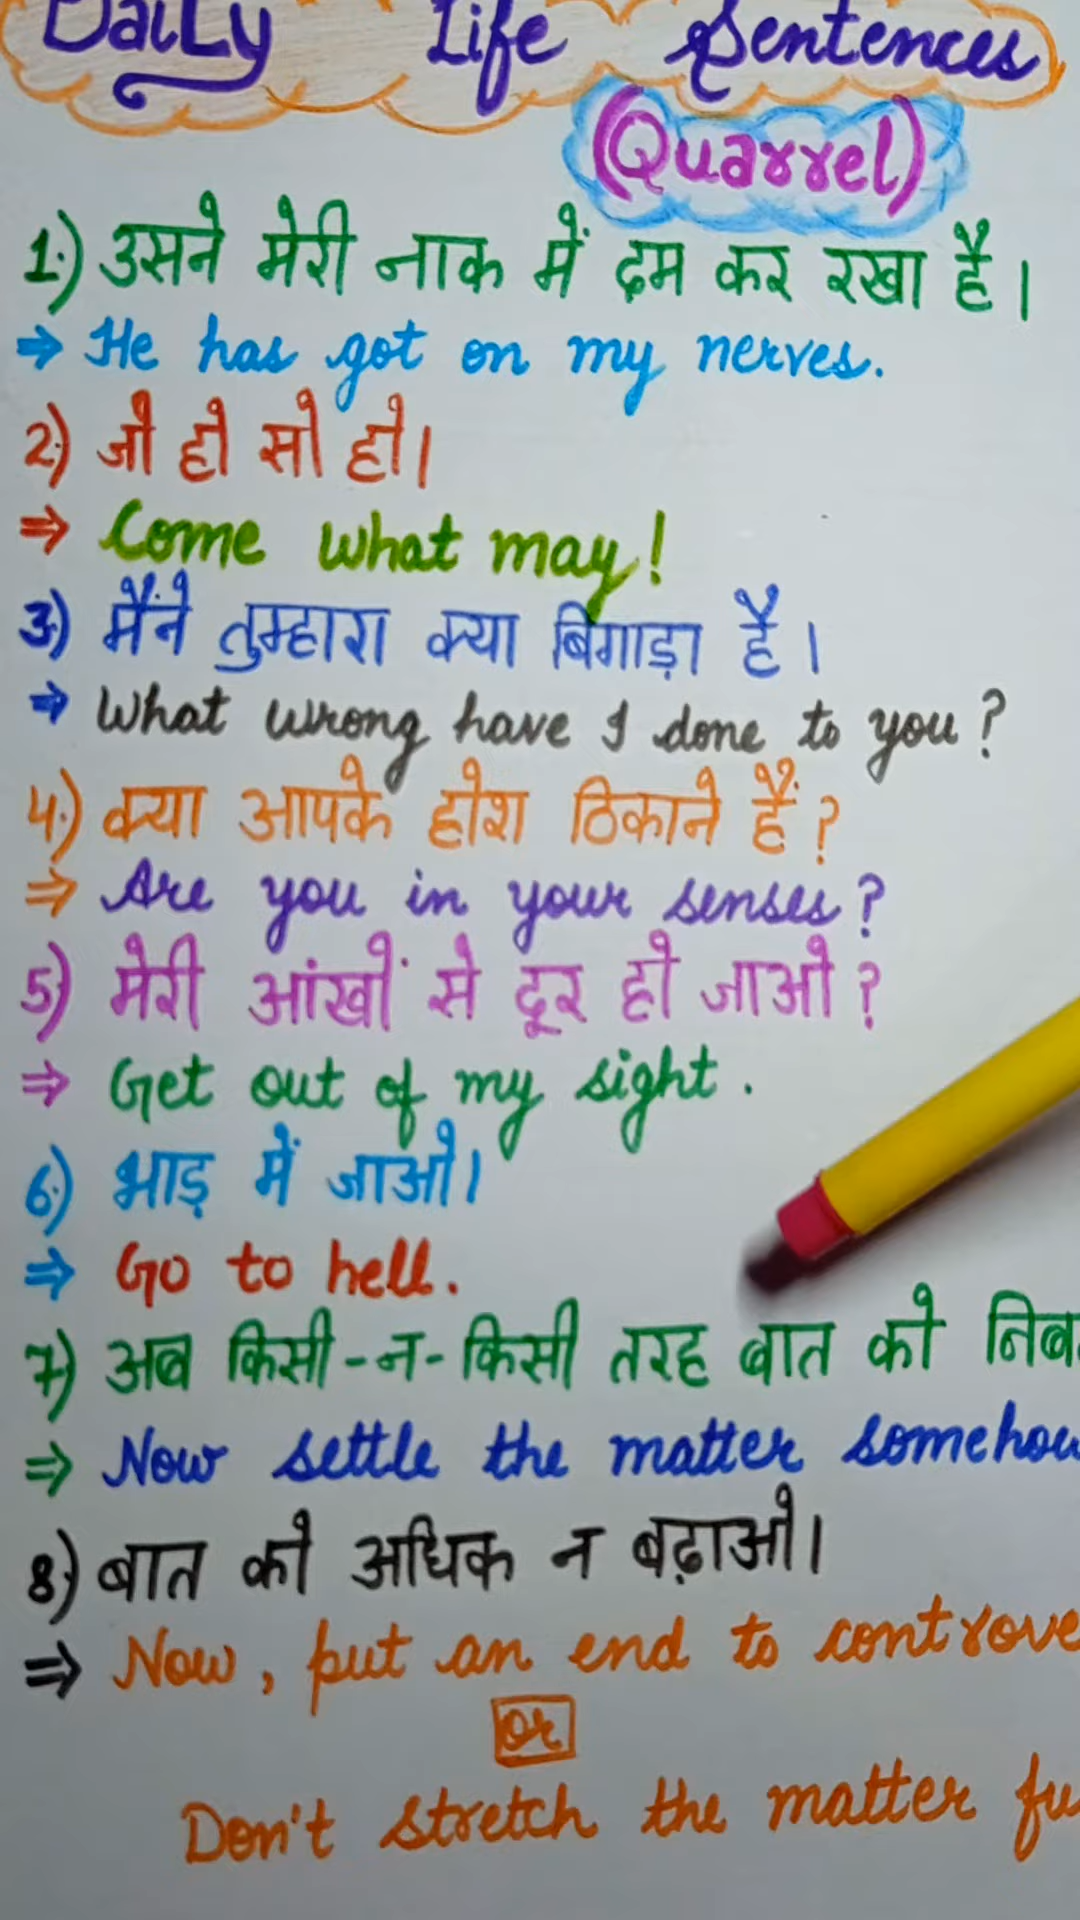 Daily Life Sentences
(Quarrel)
1.) उसने मेरी नाक में दम कर रखा है।
⇒ He has got on my nerves.
2.) जो हो सो हो।
⇒ Come what may!
3.) मैंने तुम्हारा क्या बिगाड़ा है।
⇒ What wrong have I done to you?
4.) क्या आपके होश ठिकाने हैं?
⇒ Are you in your senses?
5.) मेरी आंखों से दूर हो जाओ?
⇒ Get out of my sight.
6.) भाड़ में जाओ।
⇒ Go to hell.
7.) अब किसी-न-किसी तरह बात को
⇒ Now settle the matter
8.) बात को अधिक न बढ़ाओ।
⇒ Now, put an end to
or
Don't stretch the matter